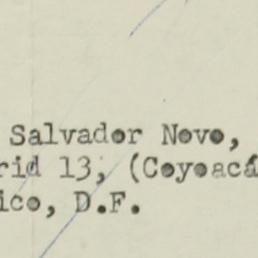 Salvador Novo,
rid 13, (Coyoacá
ico, D.F.